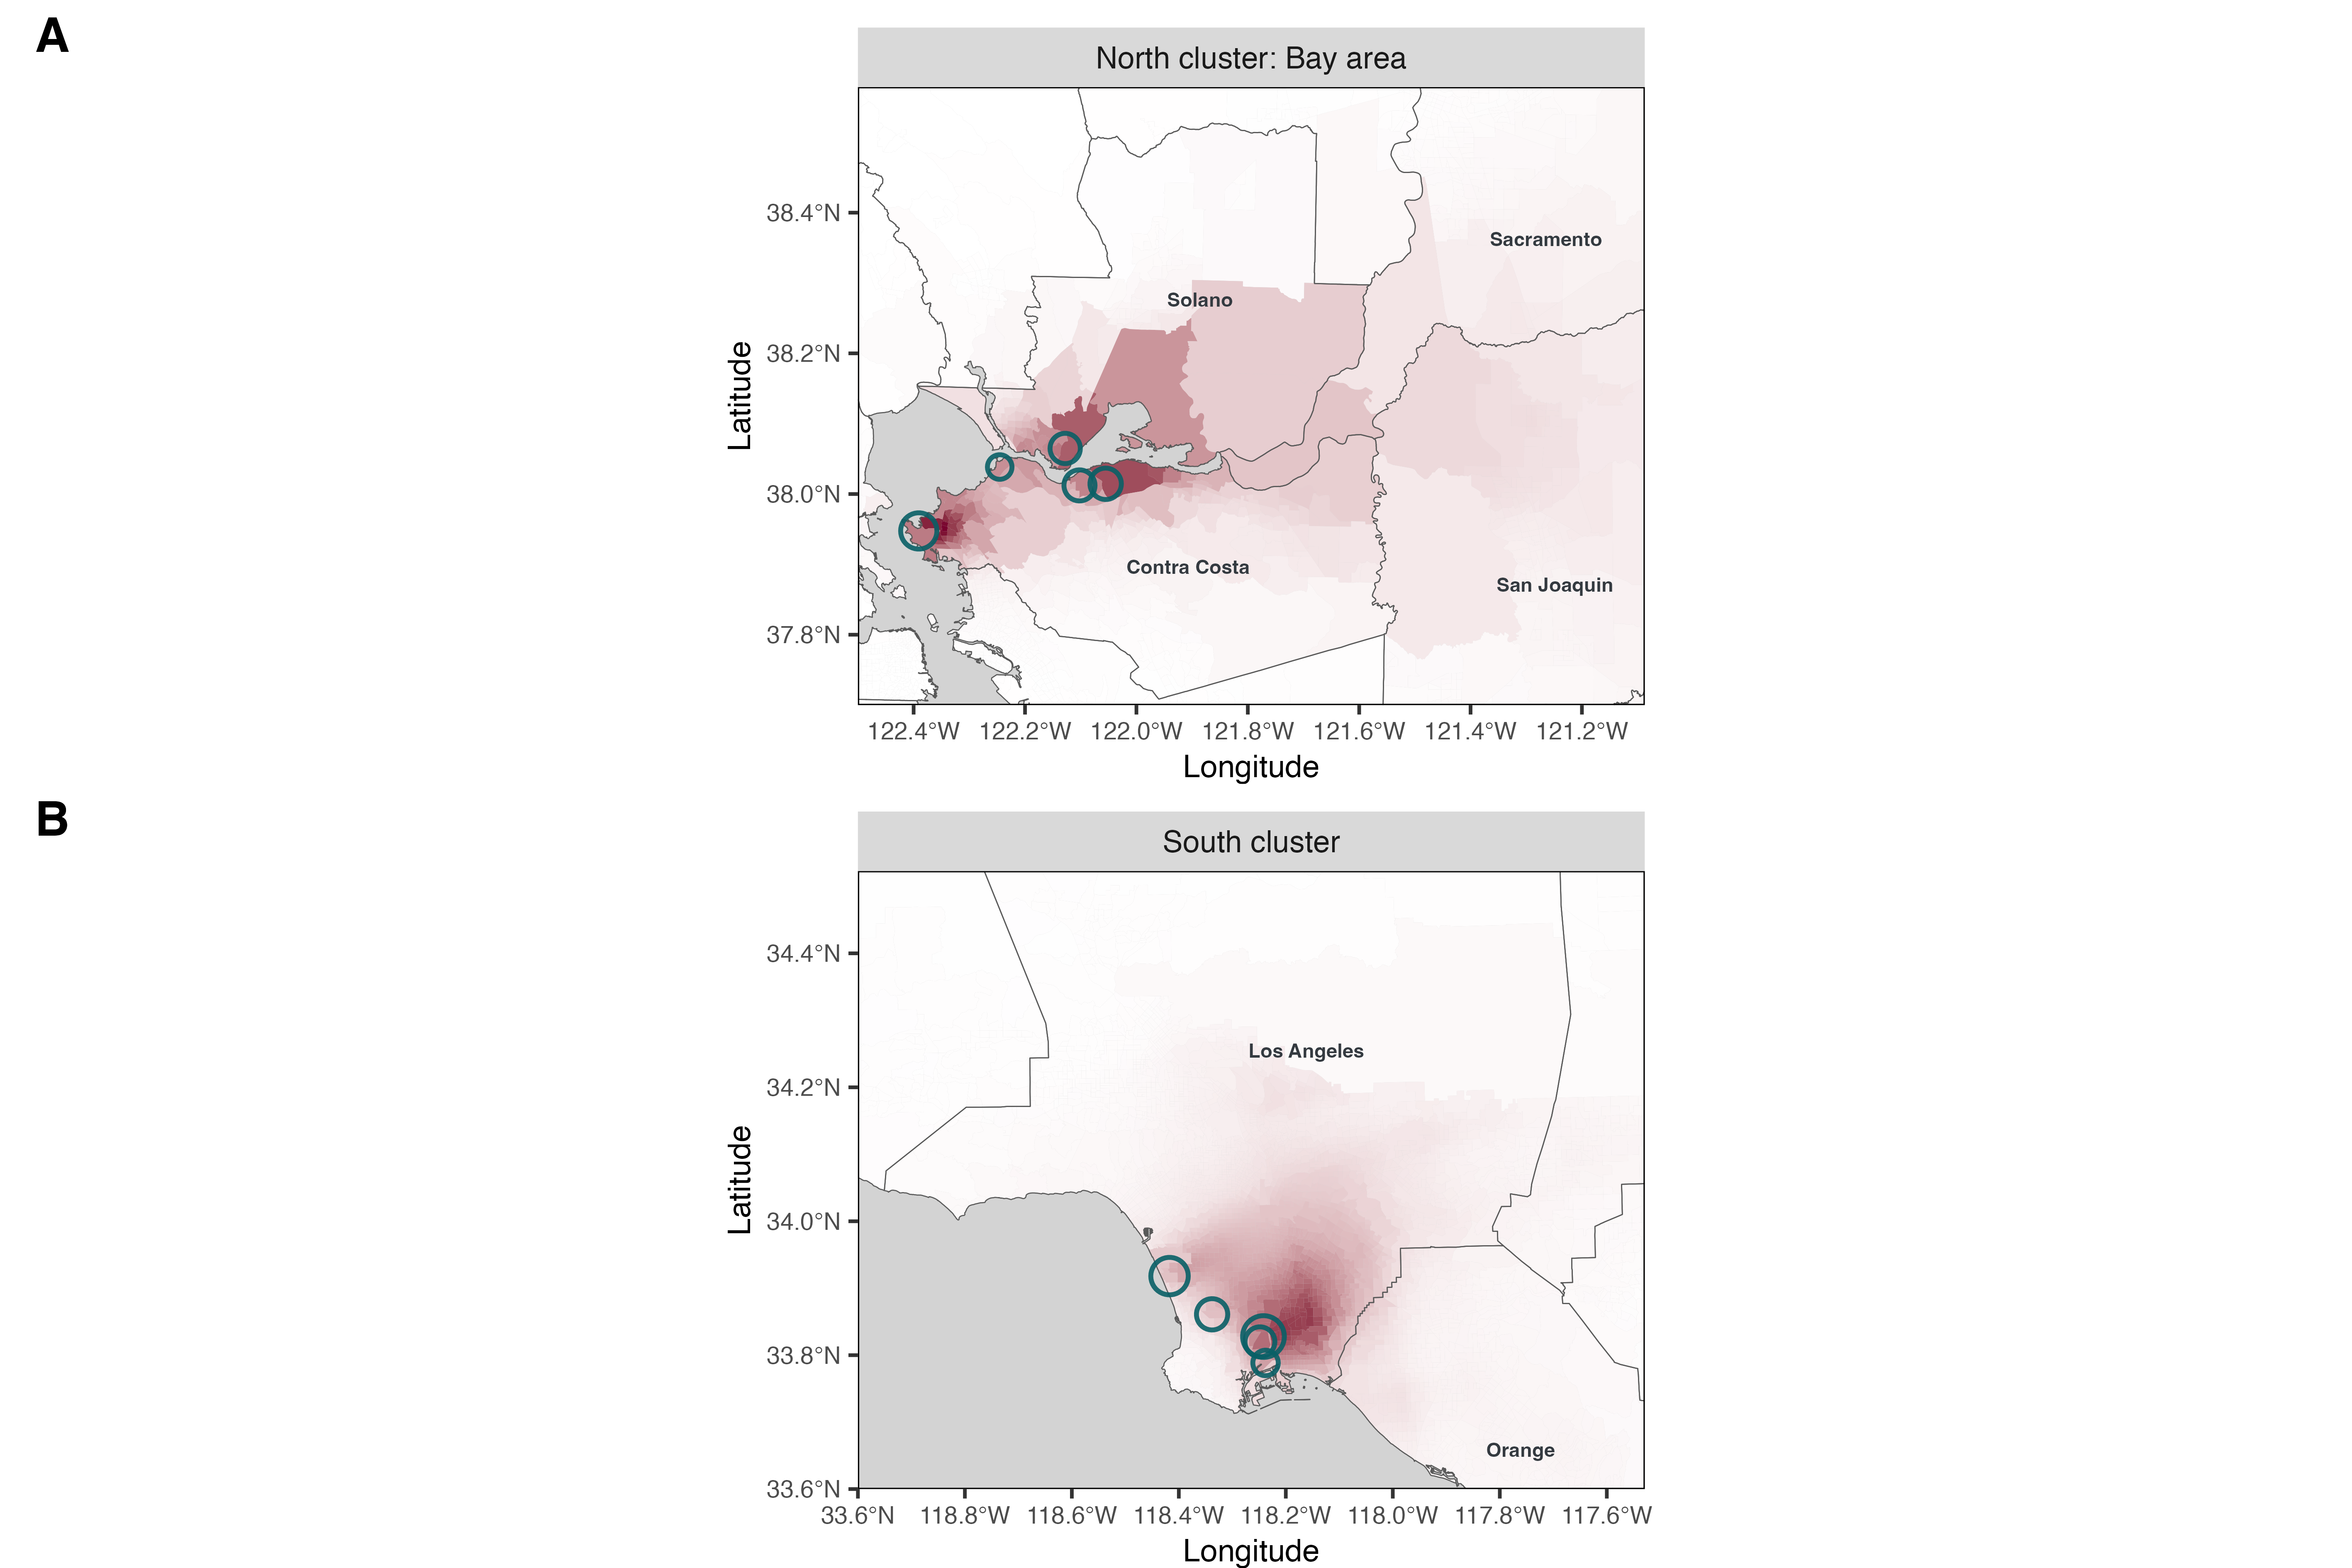 A
North cluster: Bay area
38.4°N
Sacramento
Solano
38.2°N
Latitude
38.0°N
Contra Costa
San Joaquin
37.8°N
122.4°W 122.2°W 122.0°W 121.8°W 121.6°W 121.4°W 121.2°W
Longitude
B
South cluster
34.4°N
Los Angeles
34.2°N
Latitude
34.0°N
33.8°N
Orange
33.6°N
33.6°N 118.8°W 118.6°W 118.4°W 118.2°W 118.0°W 117.8°W 117.6°W
Longitude